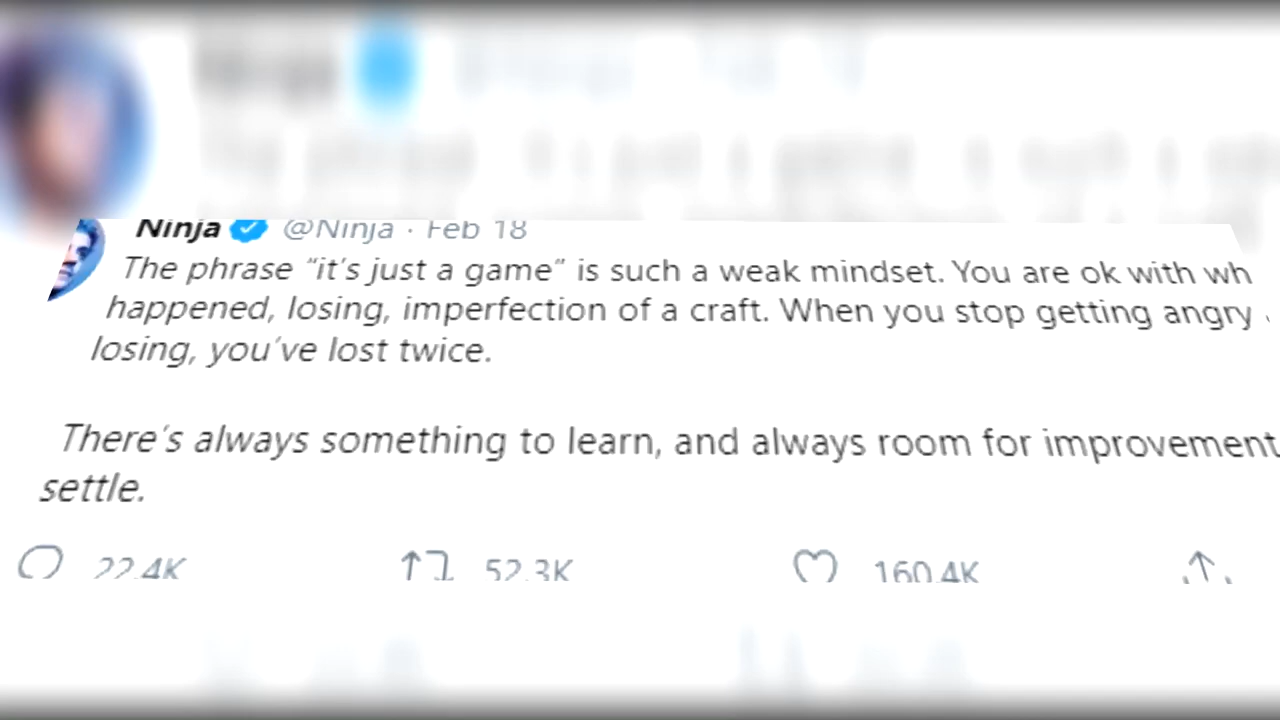 Ninja @Ninja · Feb 18
The phrase “it's just a game” is such a weak mindset. You are ok with wh
happened, losing, imperfection of a craft. When you stop getting angry
losing, you've lost twice.
There's always something to learn, and always room for improvement
settle.
22.4K 52.3K 160.4K